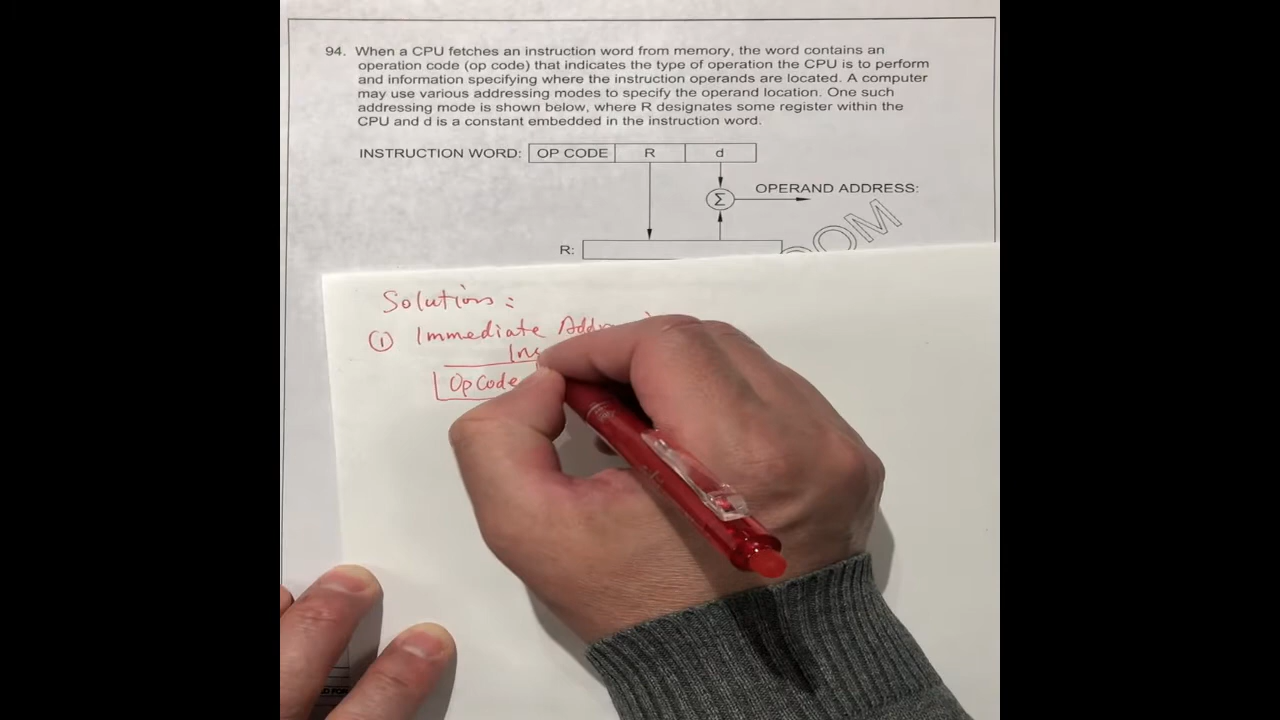 94. When a CPU fetches an instruction word from memory, the word contains an
operation code (op code) that indicates the type of operation the CPU is to perform
and information specifying where the instruction operands are located. A computer
may use various addressing modes to specify the operand location. One such
addressing mode is shown below, where R designates some register within the
CPU and d is a constant embedded in the instruction word.
INSTRUCTION WORD: OP CODE R d
OPERAND ADDRESS:
Σ
R:
Solutions:
① Immediate
OpCode